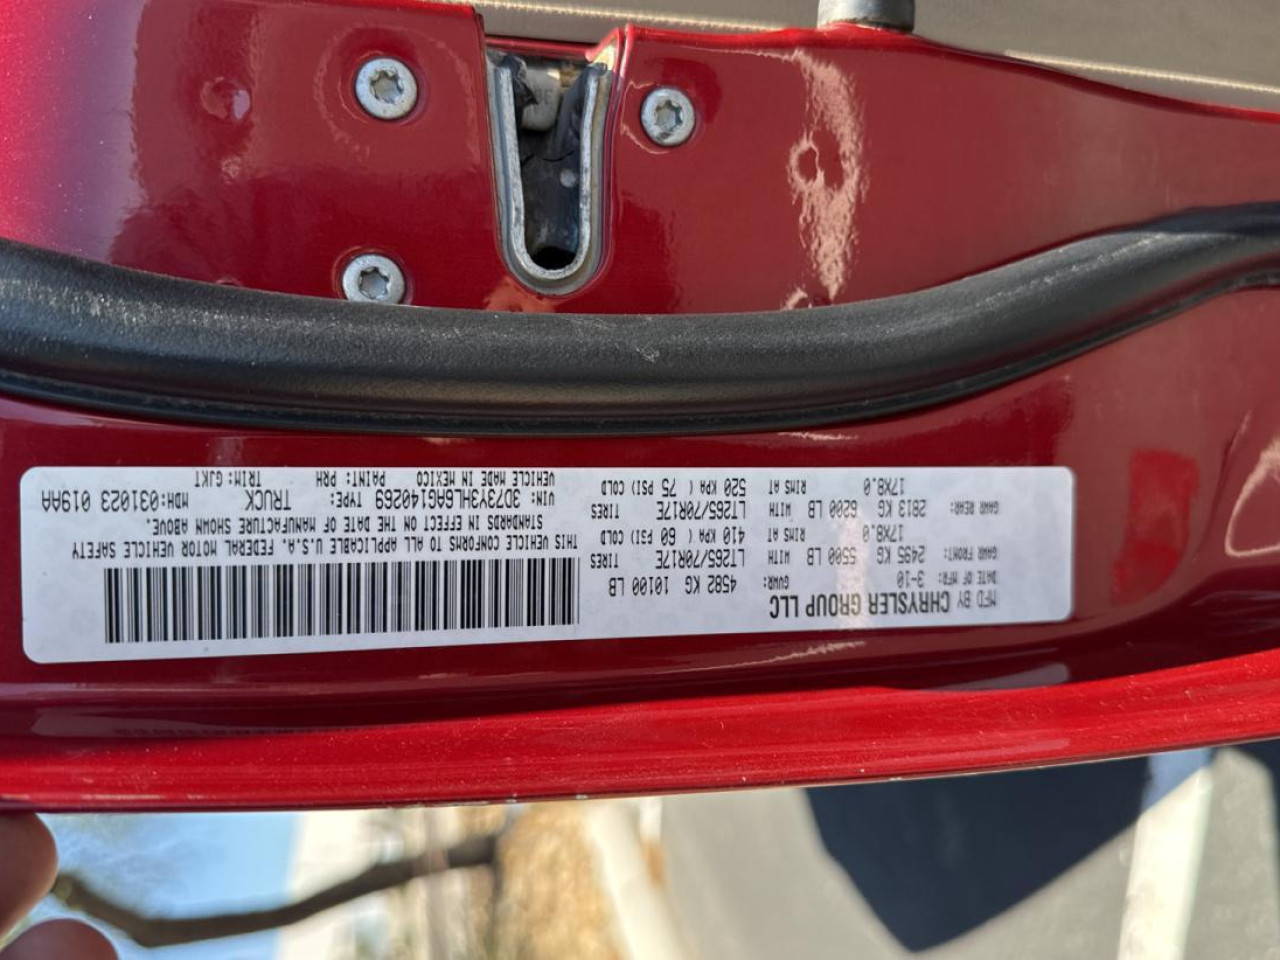 MFD BY CHRYSLER GROUP LLC
DATE OF MFR: 3-10 GVWR: 4582 KG 10100 LB
GAWR FRONT: 2495 KG 5500 LB WITH TIRES LT265/70R17E
17X8.0 RIMS AT 410 KPA ( 60 PSI) COLD
GAWR REAR: 2813 KG 6200 LB WITH TIRES LT265/70R17E
17X8.0 RIMS AT 520 KPA ( 75 PSI) COLD
THIS VEHICLE CONFORMS TO ALL APPLICABLE U.S.A. FEDERAL MOTOR VEHICLE SAFETY
STANDARDS IN EFFECT ON THE DATE OF MANUFACTURE SHOWN ABOVE.
VIN: 3D73Y3HL6AG140269 TYPE: TRUCK MDH:031023 019AA
VEHICLE MADE IN MEXICO PAINT: PRH TRIM: GJKT